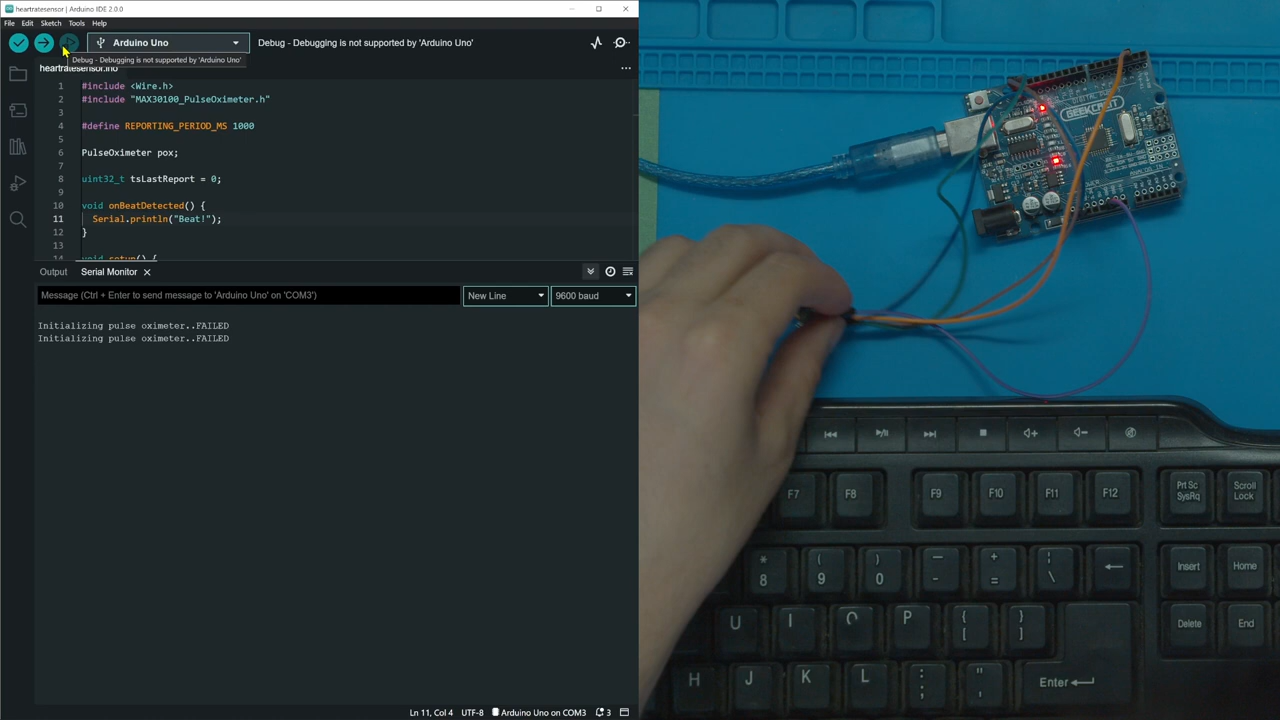 heartratesensor | Arduino IDE 2.0.0
File Edit Sketch Tools Help
Arduino Uno
Debug - Debugging is not supported by 'Arduino Uno'
Debug - Debugging is not supported by 'Arduino Uno'
heartratesensor.ino
1 #include <Wire.h>
2 #include "MAX30100_PulseOximeter.h"
3
4 #define REPORTING_PERIOD_MS 1000
5
6 PulseOximeter pox;
7
8 uint32_t tsLastReport = 0;
9
10 void onBeatDetected() {
11 Serial.println("Beat!");
12 }
13
14 void setup() {
Output Serial Monitor
Message (Ctrl + Enter to send message to 'Arduino Uno' on 'COM3')
New Line
9600 baud
Initializing pulse oximeter..FAILED
Initializing pulse oximeter..FAILED
Ln 11, Col 4 UTF-8 Arduino Uno on COM3 3
GEEKCAST
F7 F8 F9 F10 F11 F12
Prt Sc
SysRq
Scroll
Lock
* 8 ( 9 ) 0 — - + = | \
Insert Home
U I O P { [ } ]
Delete End
H J K L : ; " '
Enter